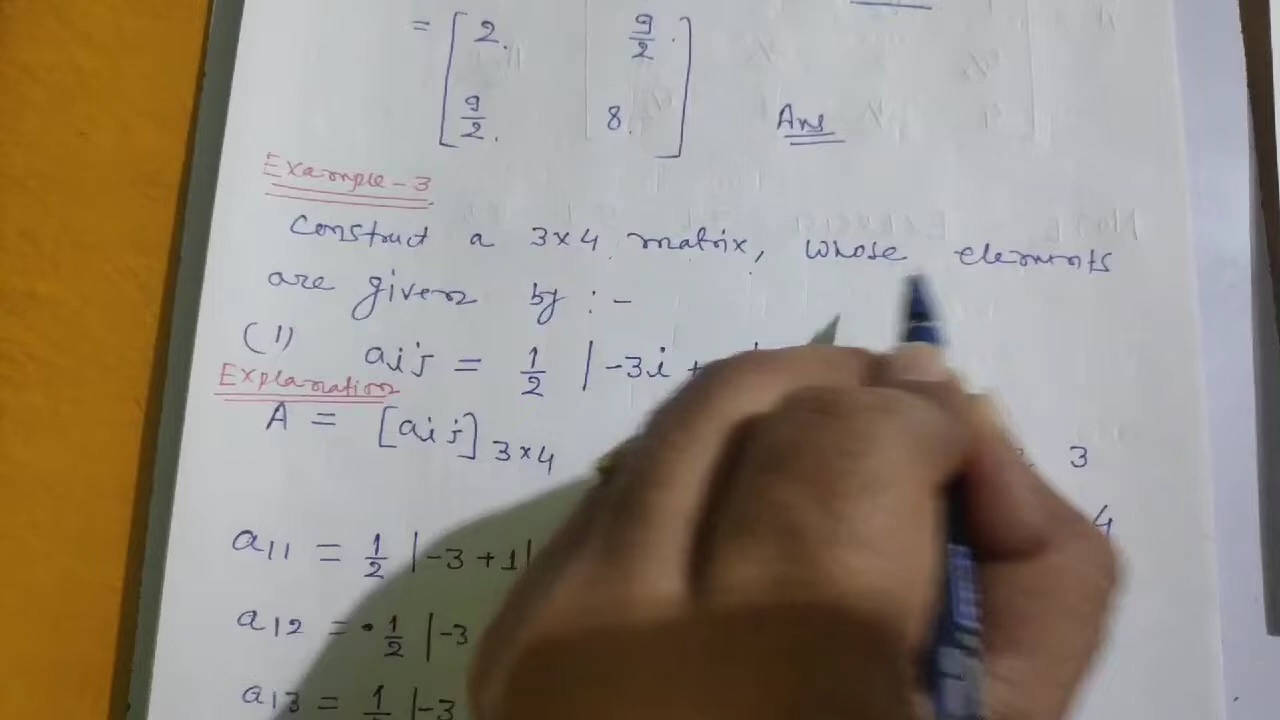 = [ 2. 9/2.
9/2. 8. ] Ans
Example-3
Construct a 3×4 matrix, whose elements
are given by :-
(1) aij = 1/2 |-3i +
Explanation
A = [aij] 3×4
3
4
a11 = 1/2 |-3+1|
a12 = 1/2 |-3
a13 = 1/2 |-3